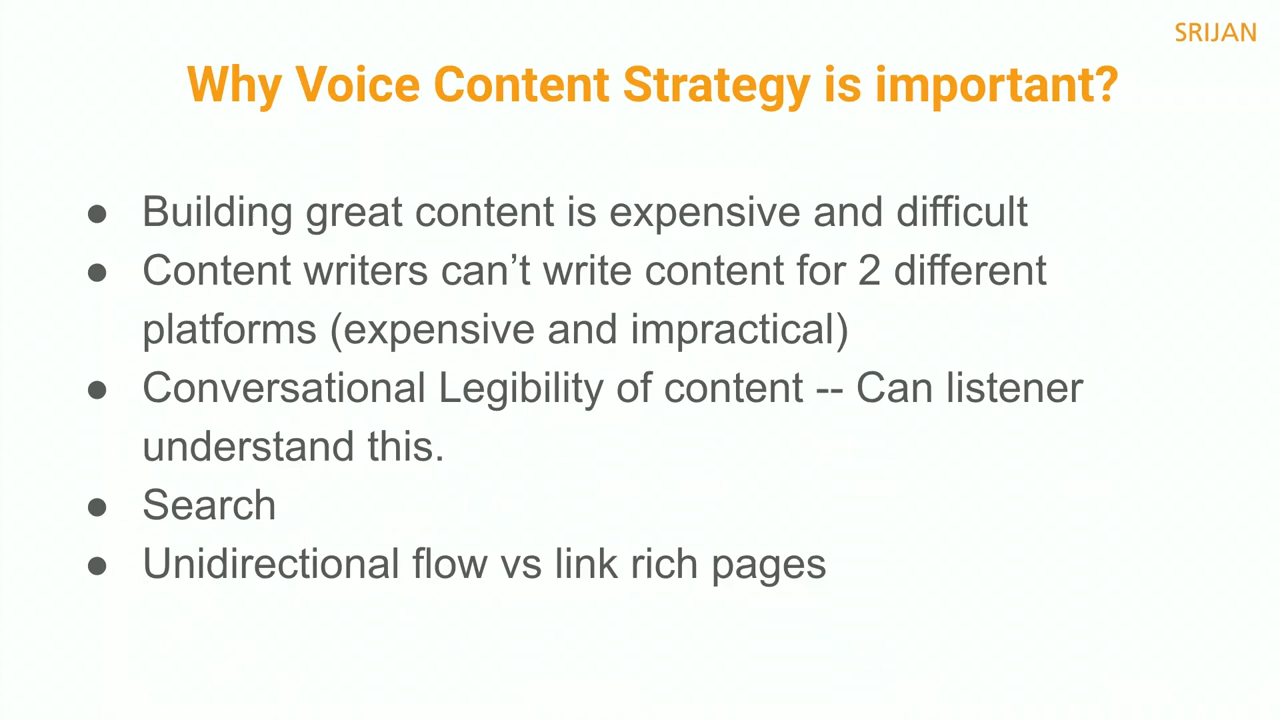 SRIJAN
Why Voice Content Strategy is important?
● Building great content is expensive and difficult
● Content writers can’t write content for 2 different
platforms (expensive and impractical)
● Conversational Legibility of content -- Can listener
understand this.
● Search
● Unidirectional flow vs link rich pages